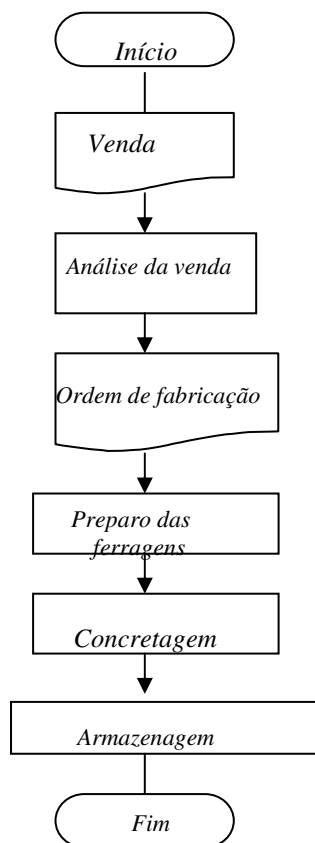 Início
Venda
Análise da venda
Ordem de fabricação
Preparo das
ferragens
Concretagem
Armazenagem
Fim